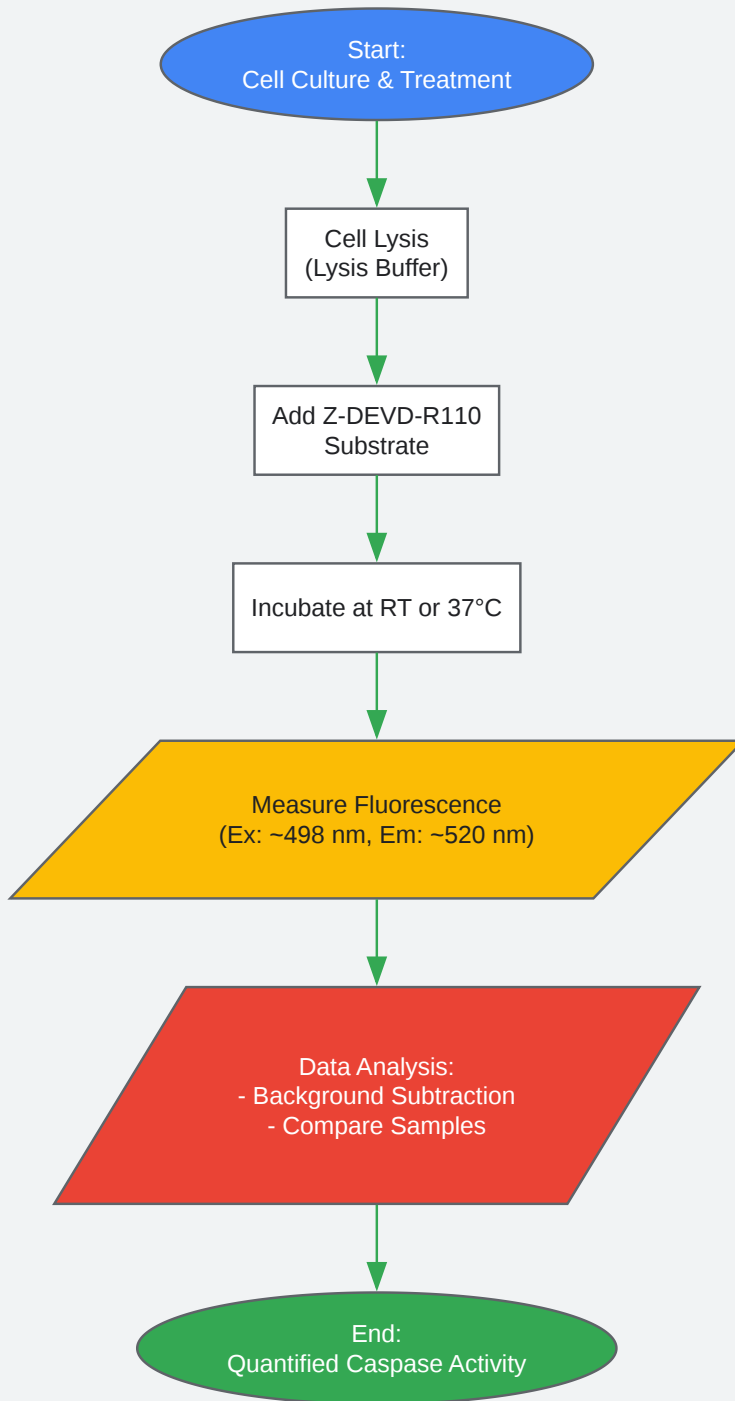 Start:
Cell Culture & Treatment
Cell Lysis
(Lysis Buffer)
Add Z-DEVD-R110
Substrate
Incubate at RT or 37°C
Measure Fluorescence
(Ex: ~498 nm, Em: ~520 nm)
Data Analysis:
- Background Subtraction
- Compare Samples
End:
Quantified Caspase Activity